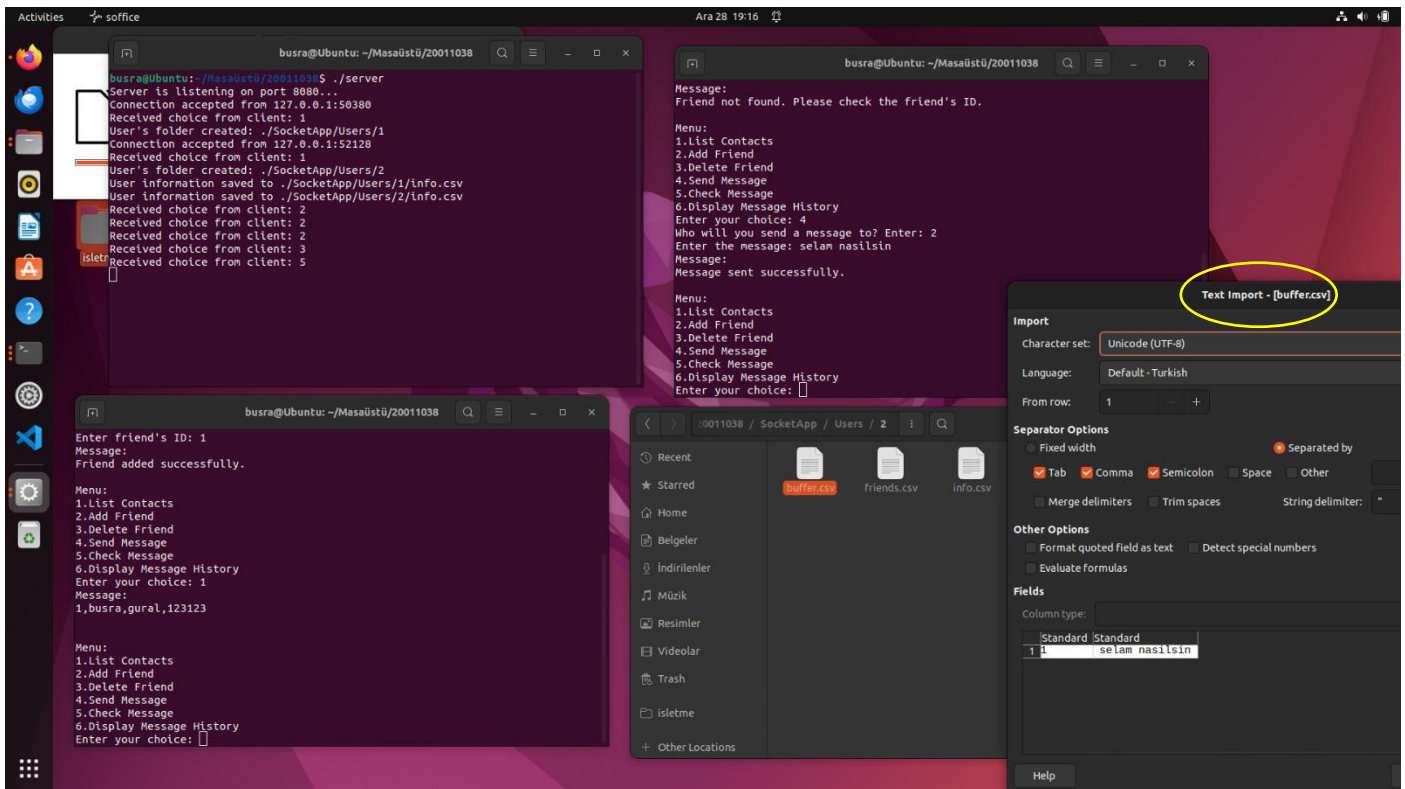 Activities
soffice
Ara 28 19:16
busra@Ubuntu: ~/Masaüstü/20011038
busra@Ubuntu:~/Masaüstü/20011038$ ./server
Server is listening on port 8080...
Connection accepted from 127.0.0.1:50380
Received choice from client: 1
User's folder created: ./SocketApp/Users/1
Connection accepted from 127.0.0.1:52128
Received choice from client: 1
User's folder created: ./SocketApp/Users/2
User information saved to ./SocketApp/Users/1/info.csv
User information saved to ./SocketApp/Users/2/info.csv
Received choice from client: 2
Received choice from client: 2
Received choice from client: 2
Received choice from client: 3
Received choice from client: 5
busra@Ubuntu: ~/Masaüstü/20011038
Message:
Friend not found. Please check the friend's ID.
Menu:
1.List Contacts
2.Add Friend
3.Delete Friend
4.Send Message
5.Check Message
6.Display Message History
Enter your choice: 4
Who will you send a message to? Enter: 2
Enter the message: selam nasilsin
Message:
Message sent successfully.
Menu:
1.List Contacts
2.Add Friend
3.Delete Friend
4.Send Message
5.Check Message
6.Display Message History
Enter your choice:
busra@Ubuntu: ~/Masaüstü/20011038
Enter friend's ID: 1
Message:
Friend added successfully.
Menu:
1.List Contacts
2.Add Friend
3.Delete Friend
4.Send Message
5.Check Message
6.Display Message History
Enter your choice: 1
Message:
1,busra,gural,123123
Menu:
1.List Contacts
2.Add Friend
3.Delete Friend
4.Send Message
5.Check Message
6.Display Message History
Enter your choice:
20011038 / SocketApp / Users / 2
Recent
Starred
Home
Belgeler
İndirilenler
Müzik
Resimler
Videolar
Trash
isletme
+ Other Locations
buffer.csv
friends.csv
info.csv
Text Import - [buffer.csv]
Import
Character set: Unicode (UTF-8)
Language: Default - Turkish
From row: 1 - +
Separator Options
Fixed width
Separated by
Tab Comma Semicolon Space Other
Merge delimiters Trim spaces String delimiter: "
Other Options
Format quoted field as text Detect special numbers
Evaluate formulas
Fields
Column type:
Standard Standard
1 1 selam nasilsin
Help